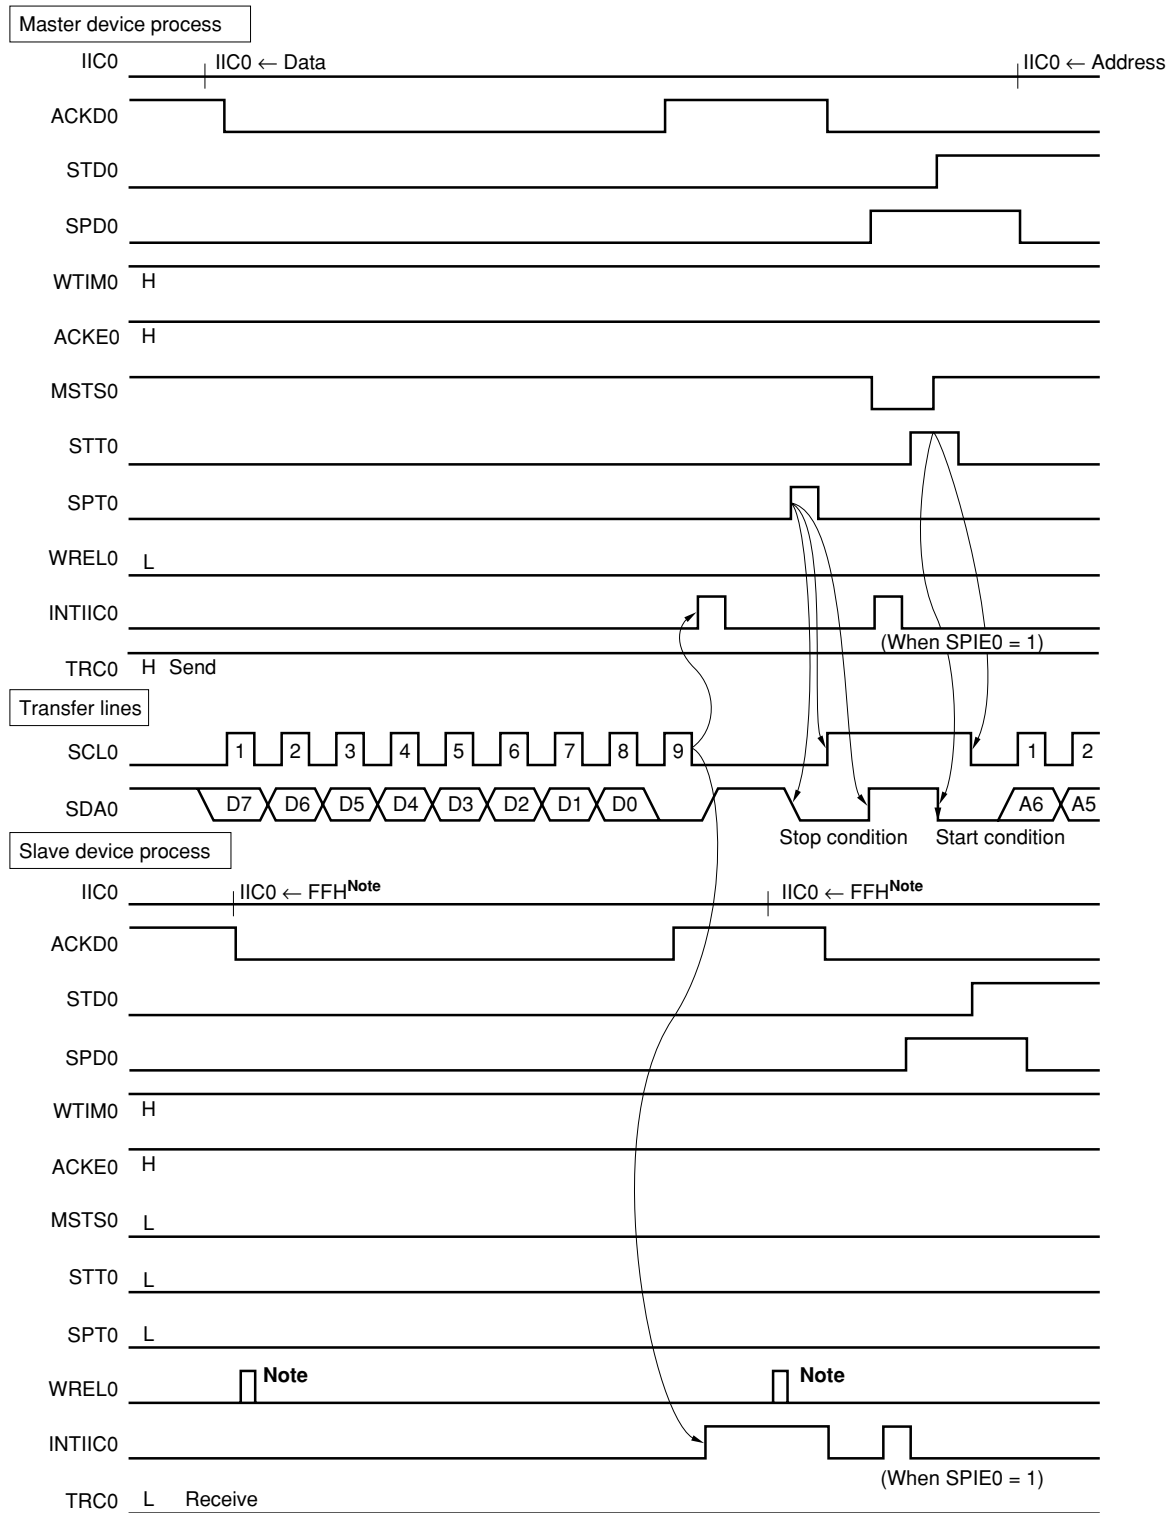 Master device process
IIC0 IIC0 ← Data IIC0 ← Address
ACKD0
STD0
SPD0
WTIM0 H
ACKE0 H
MSTS0
STT0
SPT0
WREL0 L
INTIIC0
(When SPIE0 = 1)
TRC0 H Send
Transfer lines
SCL0 1 2 3 4 5 6 7 8 9 1 2
SDA0 D7 D6 D5 D4 D3 D2 D1 D0 A6 A5
Stop condition Start condition
Slave device process
IIC0 IIC0 ← FFHNote IIC0 ← FFHNote
ACKD0
STD0
SPD0
WTIM0 H
ACKE0 H
MSTS0 L
STT0 L
SPT0 L
WREL0 Note Note
INTIIC0
(When SPIE0 = 1)
TRC0 L Receive